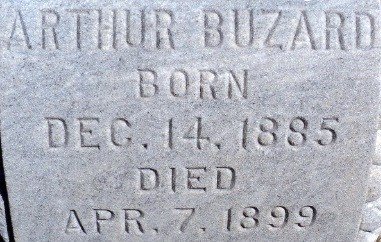 ARTHUR BUZARD
BORN
DEC. 14. 1885
DIED
APR. 7. 1899